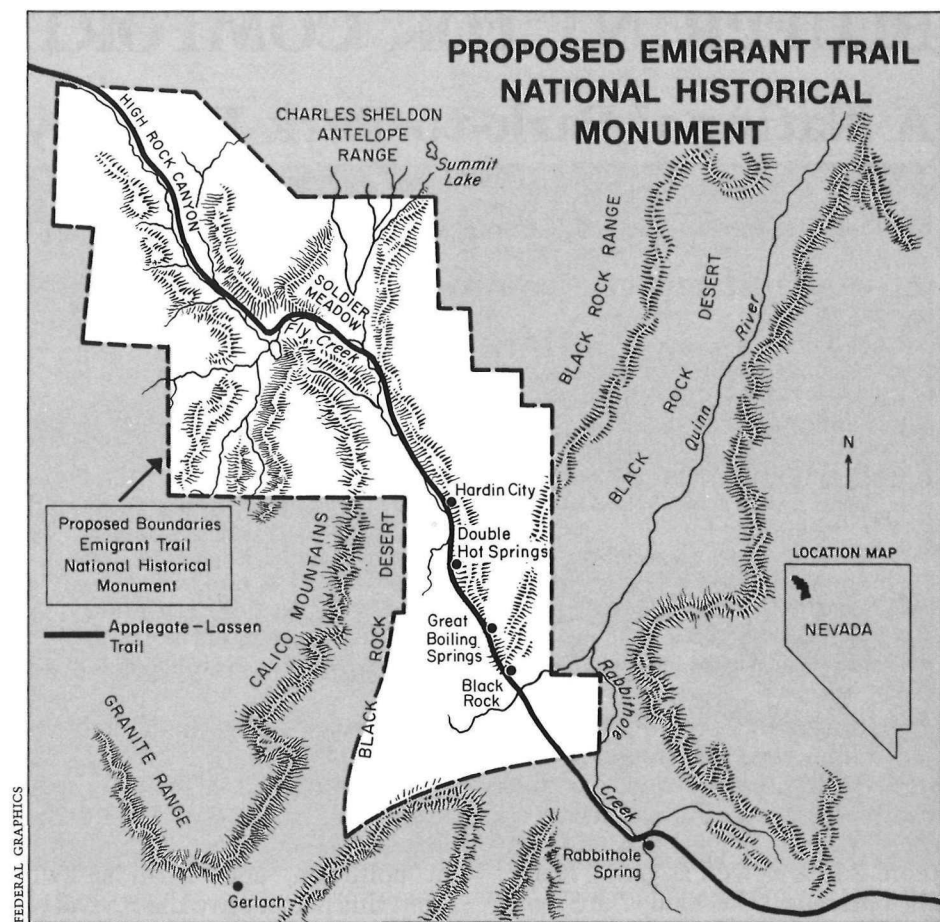 PROPOSED EMIGRANT TRAIL
NATIONAL HISTORICAL
MONUMENT
HIGH ROCK CANYON
CHARLES SHELDON
ANTELOPE
RANGE
Summit
Lake
BLACK ROCK RANGE
BLACK ROCK DESERT
Quinn River
SOLDIER
MEADOW
Fly Creek
N
Hardin City
Double
Hot Springs
Proposed Boundaries
Emigrant Trail
National Historical
Monument
CALICO MOUNTAINS
BLACK ROCK DESERT
LOCATION MAP
NEVADA
Applegate–Lassen
Trail
Great
Boiling
Springs
Black
Rock
Rabbithole
Creek
GRANITE RANGE
Rabbithole
Spring
Gerlach
FEDERAL GRAPHICS